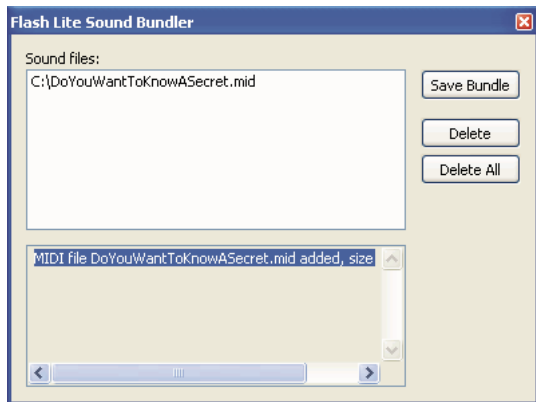 Flash Lite Sound Bundler
Sound files:
C:\DoYouWantToKnowASecret.mid
Save Bundle
Delete
Delete All
MIDI file DoYouWantToKnowASecret.mid added, size